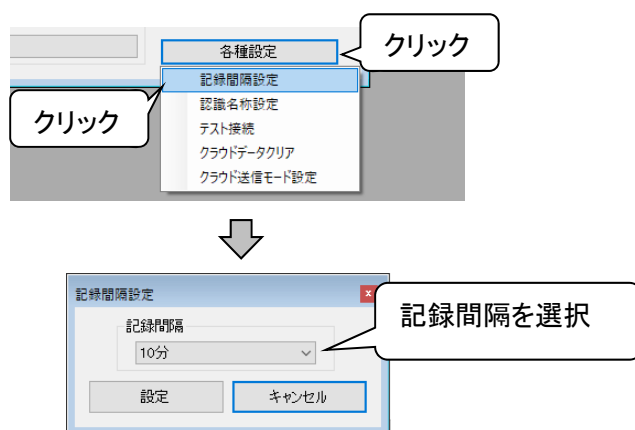 各種設定
クリック
記録間隔設定
クリック
認識名称設定
テスト接続
クラウドデータクリア
クラウド送信モード設定
記録間隔設定
x
記録間隔
10分
記録間隔を選択
設定
キャンセル